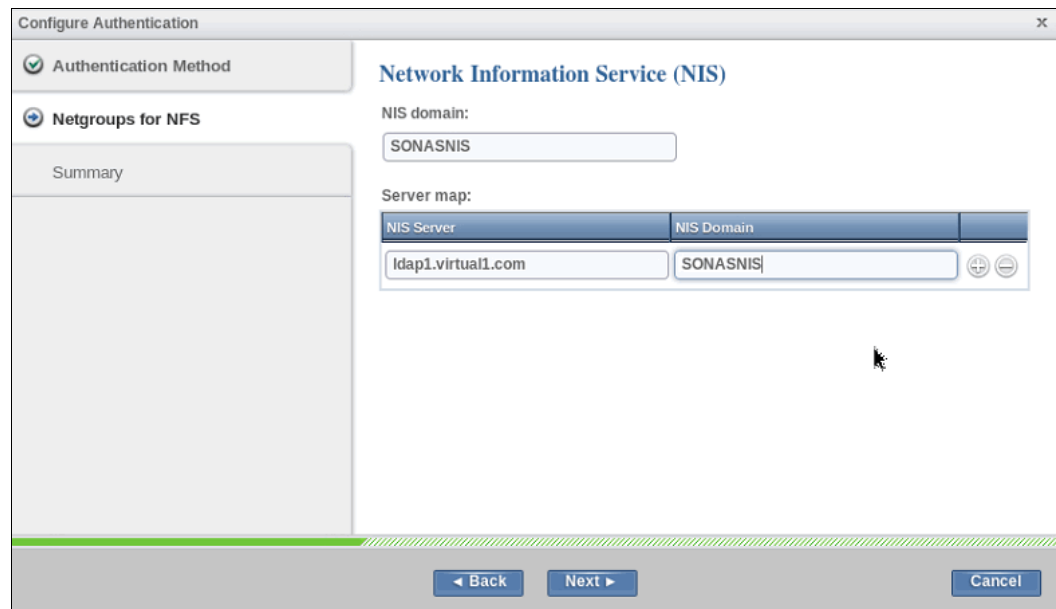 Configure Authentication x
Authentication Method
Netgroups for NFS
Summary
Network Information Service (NIS)
NIS domain:
SONASNIS
Server map:
NIS Server NIS Domain
ldap1.virtual1.com SONASNIS
Back Next Cancel